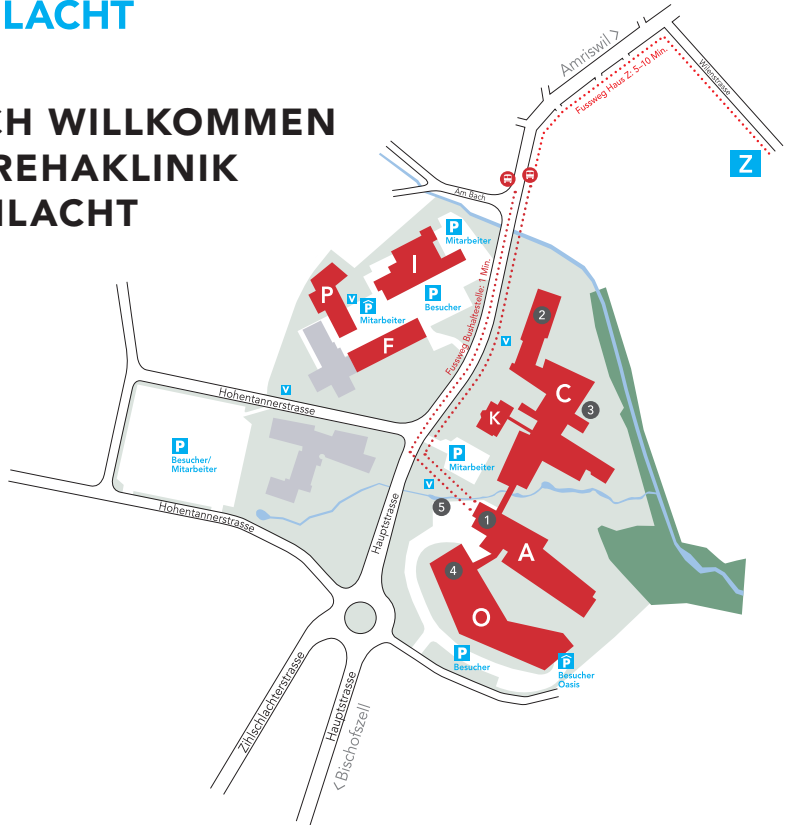 LACHT
CH WILLKOMMEN
REHAKLINIK
LACHT
Amriswil >
Fussweg Haus Z: 5–10 Min.
Wilenstrasse
Z
Am Bach
P
Mitarbeiter
I
P
V
P
Mitarbeiter
P
Besucher
F
Fussweg Bushaltestelle: 1 Min.
V
2
C
3
K
V
Hohentannerstrasse
P
Besucher/
Mitarbeiter
P
Mitarbeiter
V
5
1
Hohentannerstrasse
Hauptstrasse
A
4
O
P
Besucher
P
Besucher
Oasis
Zihlschlachterstrasse
Hauptstrasse
< Bischofszell